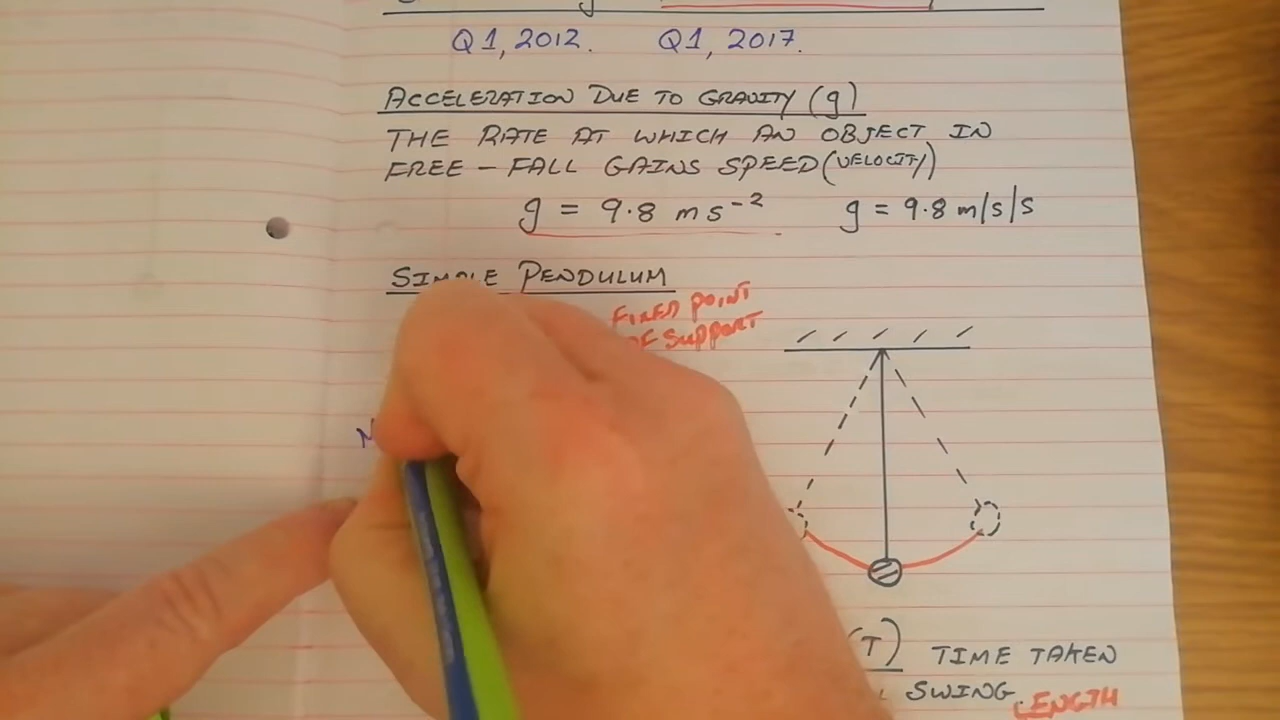 Q1, 2012. Q1, 2017.
ACCELERATION DUE TO GRAVITY (g)
THE RATE AT WHICH AN OBJECT IN
FREE-FALL GAINS SPEED (VELOCITY)
g = 9.8 ms⁻² g = 9.8 m/s/s
SIMPLE PENDULUM
FIXED POINT
OF SUPPORT
(T) TIME TAKEN
SWING.
LENGTH